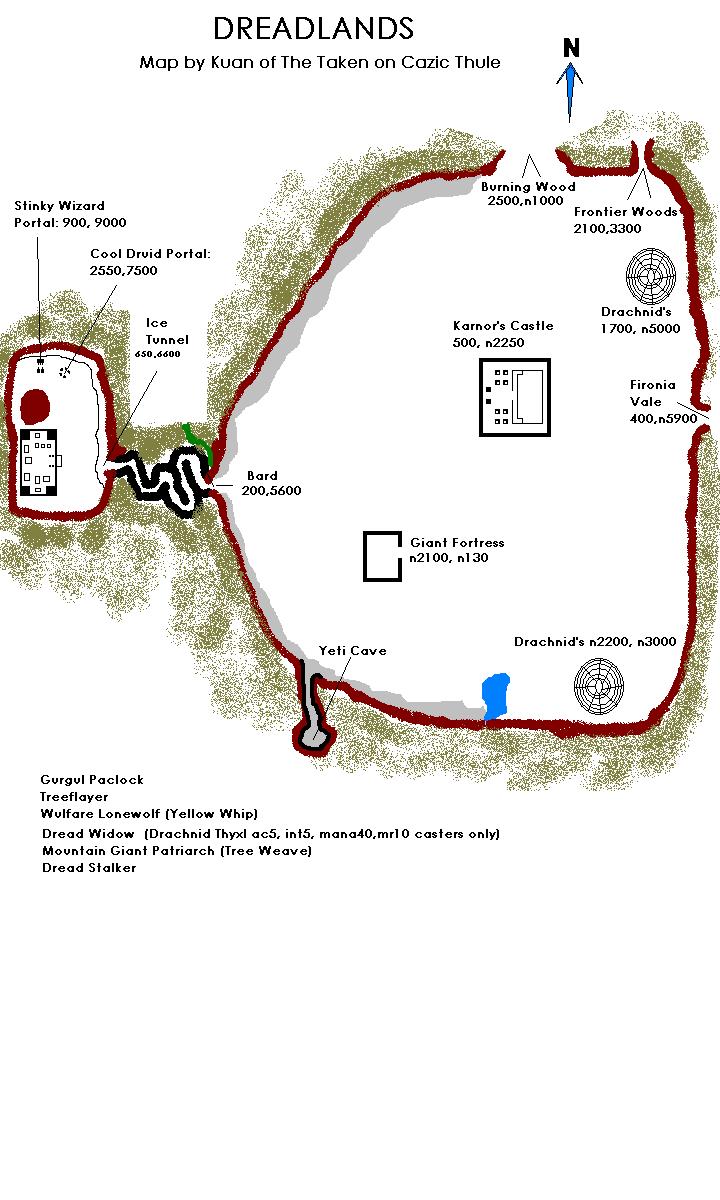 DREADLANDS
Map by Kuan of The Taken on Cazic Thule
N
Burning Wood
2500,n1000
Frontier Woods
2100,3300
Stinky Wizard
Portal: 900, 9000
Cool Druid Portal:
2550,7500
Ice
Tunnel
650,6600
Drachnid's
1700, n5000
Karnor's Castle
500, n2250
Fironia
Vale
400,n5900
Bard
200,5600
Giant Fortress
n2100, n130
Drachnid's n2200, n3000
Yeti Cave
Gurgul Paclock
Treeflayer
Wulfare Lonewolf (Yellow Whip)
Dread Widow (Drachnid Thyxl ac5, int5, mana40,mr10 casters only)
Mountain Giant Patriarch (Tree Weave)
Dread Stalker